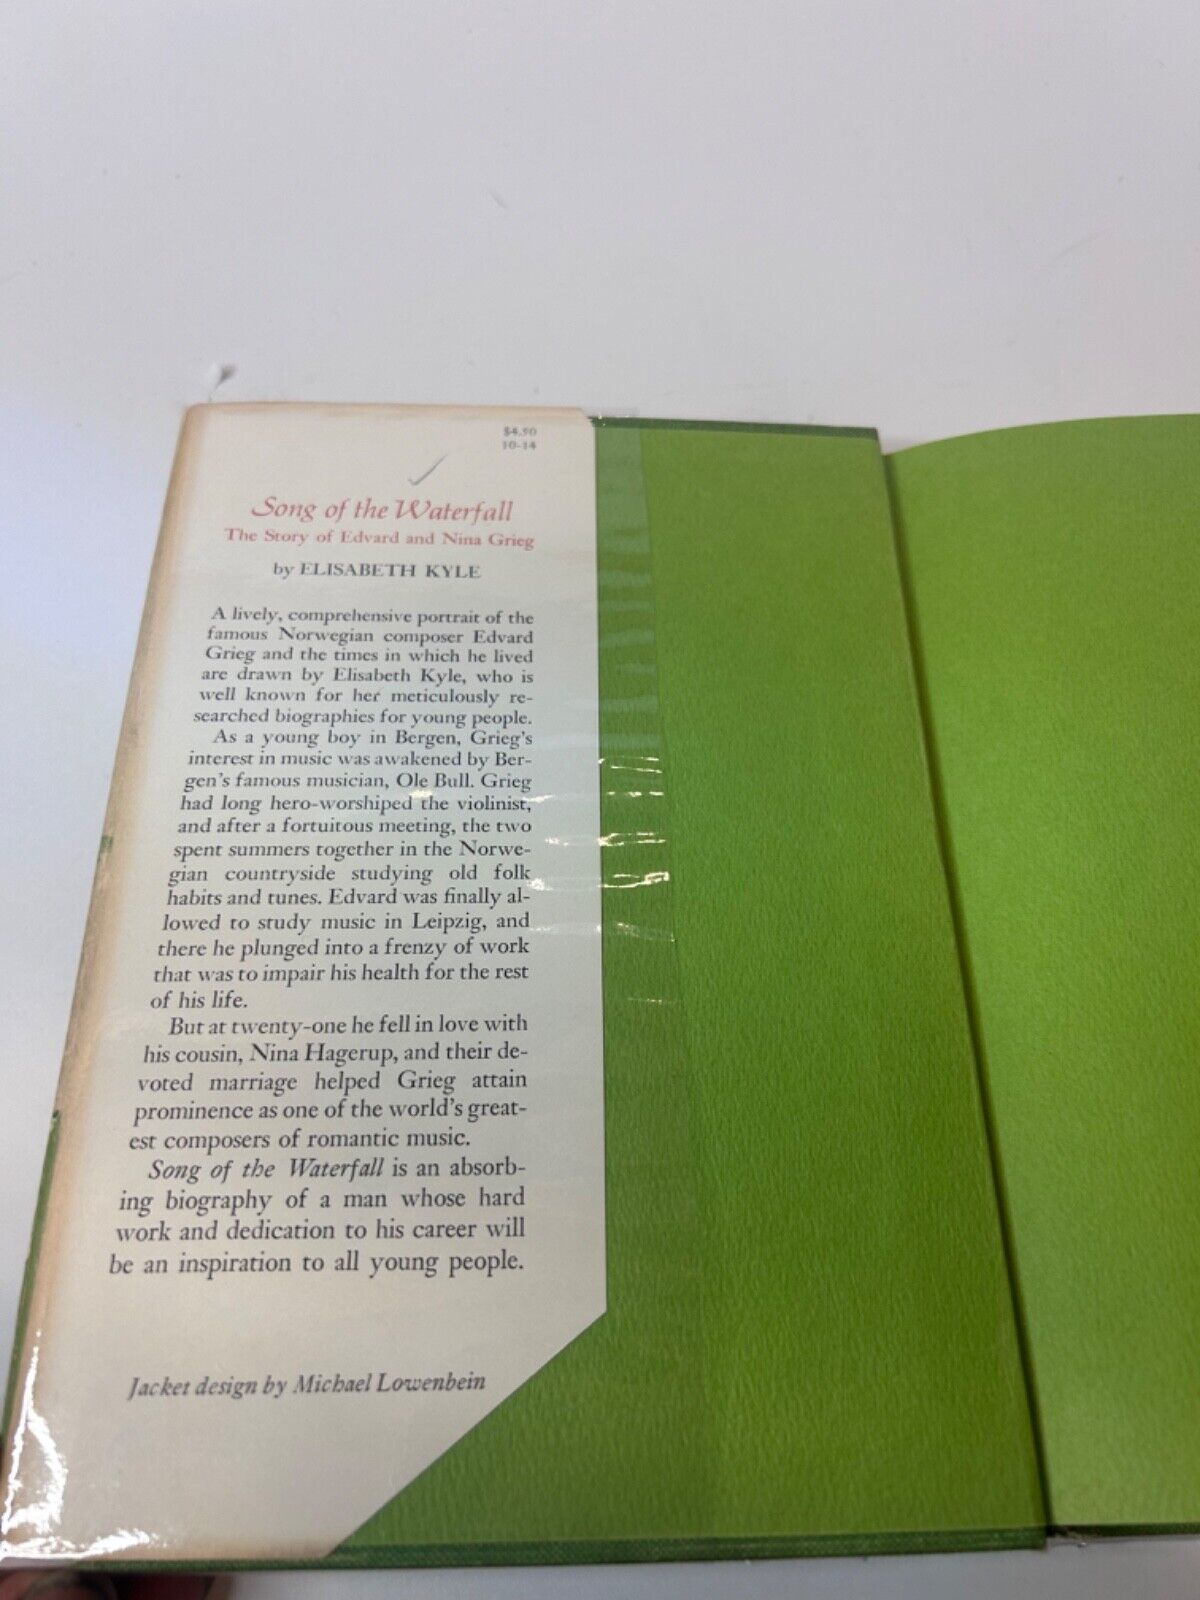 $4.50
10-14
Song of the Waterfall
The Story of Edvard and Nina Grieg
by ELISABETH KYLE
A lively, comprehensive portrait of the
famous Norwegian composer Edvard
Grieg and the times in which he lived
are drawn by Elisabeth Kyle, who is
well known for her meticulously re-
searched biographies for young people.
As a young boy in Bergen, Grieg's
interest in music was awakened by Ber-
gen's famous musician, Ole Bull. Grieg
had long hero-worshiped the violinist,
and after a fortuitous meeting, the two
spent summers together in the Norwe-
gian countryside studying old folk
habits and tunes. Edvard was finally al-
lowed to study music in Leipzig, and
there he plunged into a frenzy of work
that was to impair his health for the rest
of his life.
But at twenty-one he fell in love with
his cousin, Nina Hagerup, and their de-
voted marriage helped Grieg attain
prominence as one of the world's great-
est composers of romantic music.
Song of the Waterfall is an absorb-
ing biography of a man whose hard
work and dedication to his career will
be an inspiration to all young people.
Jacket design by Michael Lowenbein